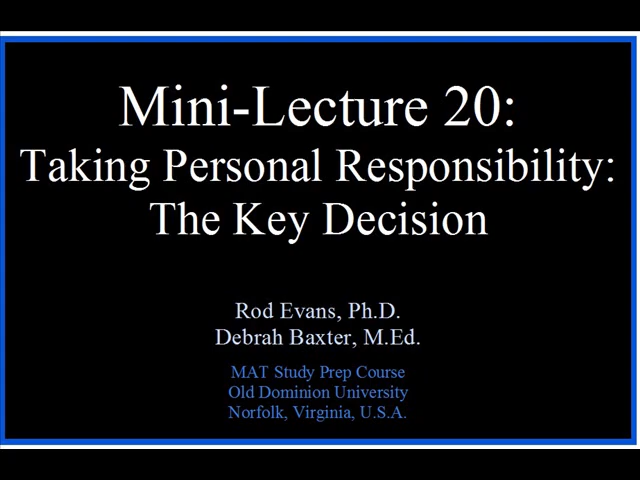 Mini-Lecture 20:
Taking Personal Responsibility:
The Key Decision
Rod Evans, Ph.D.
Debrah Baxter, M.Ed.
MAT Study Prep Course
Old Dominion University
Norfolk, Virginia, U.S.A.